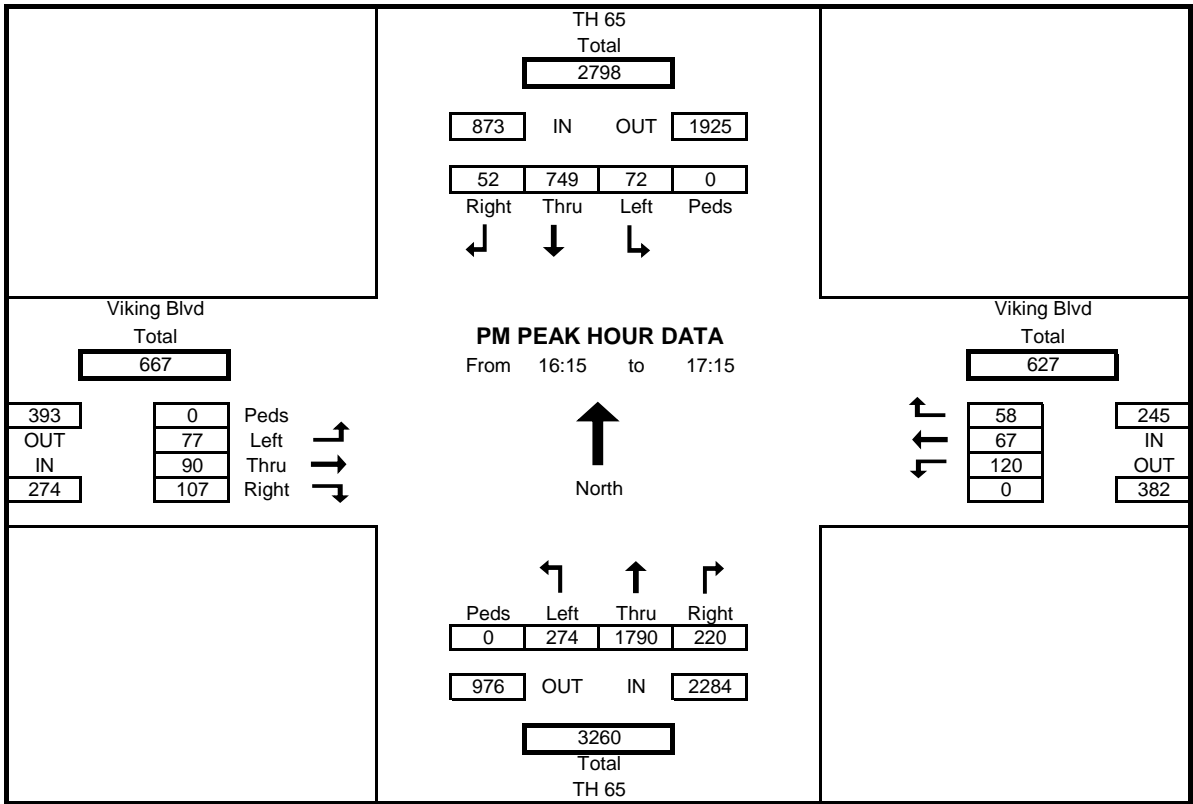 TH 65
Total
2798
873 IN OUT 1925
52 749 72 0
Right Thru Left Peds
Viking Blvd
Total
667
393 0 Peds
OUT 77 Left
IN 90 Thru
274 107 Right
PM PEAK HOUR DATA
From 16:15 to 17:15
North
Viking Blvd
Total
627
58 245
67 IN
120 OUT
0 382
Peds Left Thru Right
0 274 1790 220
976 OUT IN 2284
3260
Total
TH 65